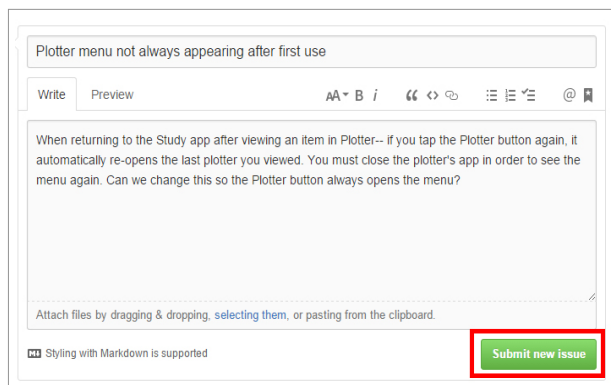 Plotter menu not always appearing after first use
Write Preview AA B i @
When returning to the Study app after viewing an item in Plotter-- if you tap the Plotter button again, it
automatically re-opens the last plotter you viewed. You must close the plotter's app in order to see the
menu again. Can we change this so the Plotter button always opens the menu?
Attach files by dragging & dropping, selecting them, or pasting from the clipboard.
Styling with Markdown is supported
Submit new issue